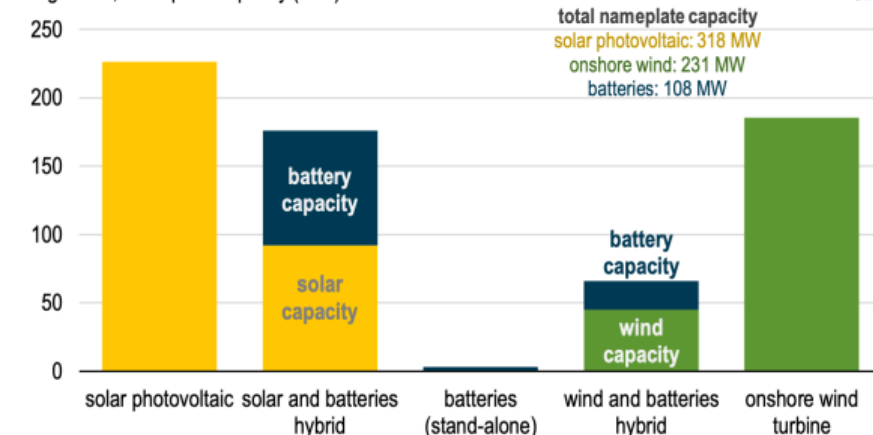 total nameplate capacity
250
solar photovoltaic: 318 MW
onshore wind: 231 MW
200
batteries: 108 MW
150
battery
capacity
100
battery
capacity
solar
capacity
50
wind
capacity
0
solar photovoltaic
solar and batteries
hybrid
batteries
(stand-alone)
wind and batteries
hybrid
onshore wind
turbine